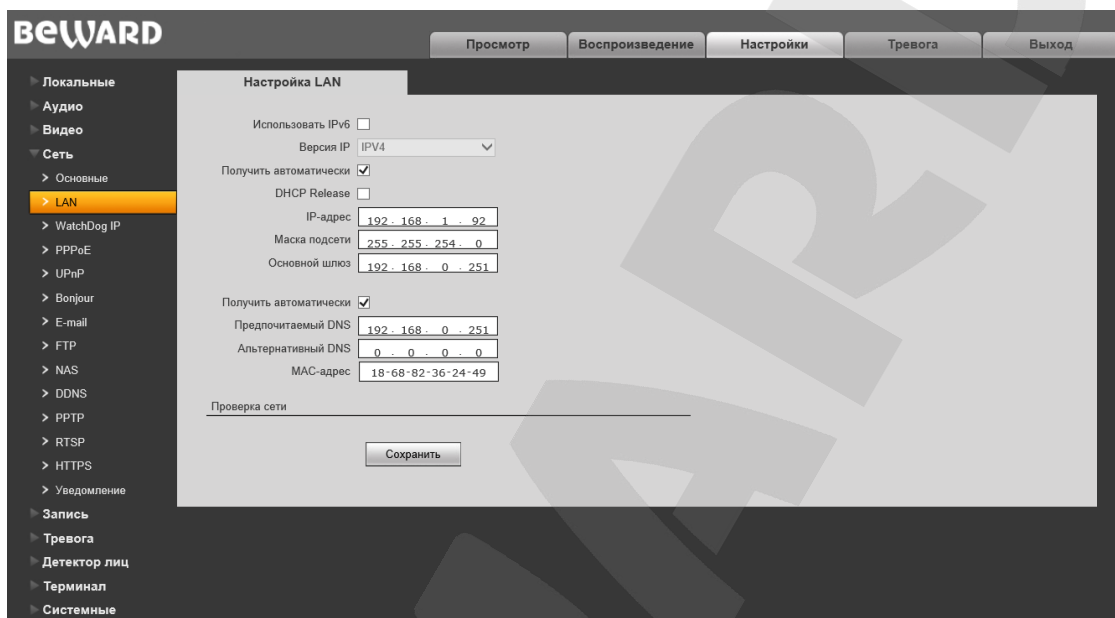 BEWARD
Просмотр
Воспроизведение
Настройки
Тревога
Выход
Локальные
Аудио
Видео
Сеть
Основные
LAN
WatchDog IP
PPPoE
UPnP
Bonjour
E-mail
FTP
NAS
DDNS
PPTP
RTSP
HTTPS
Уведомление
Запись
Тревога
Детектор лиц
Терминал
Системные
Настройка LAN
Использовать IPv6
Версия IP IPV4
Получить автоматически
DHCP Release
IP-адрес 192 . 168 . 1 . 92
Маска подсети 255 . 255 . 254 . 0
Основной шлюз 192 . 168 . 0 . 251
Получить автоматически
Предпочитаемый DNS 192 . 168 . 0 . 251
Альтернативный DNS 0 . 0 . 0 . 0
MAC-адрес 18-68-82-36-24-49
Проверка сети
Сохранить